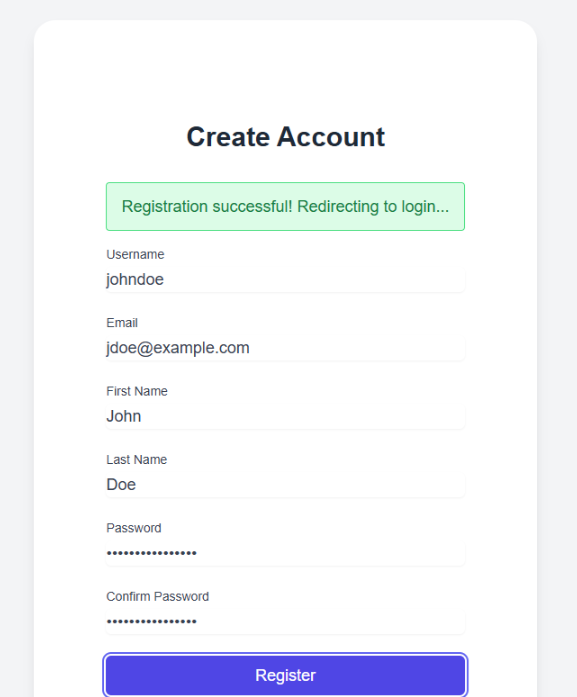 Create Account
Registration successful! Redirecting to login...
Username
johndoe
Email
jdoe@example.com
First Name
John
Last Name
Doe
Password
••••••••••••••••
Confirm Password
••••••••••••••••
Register